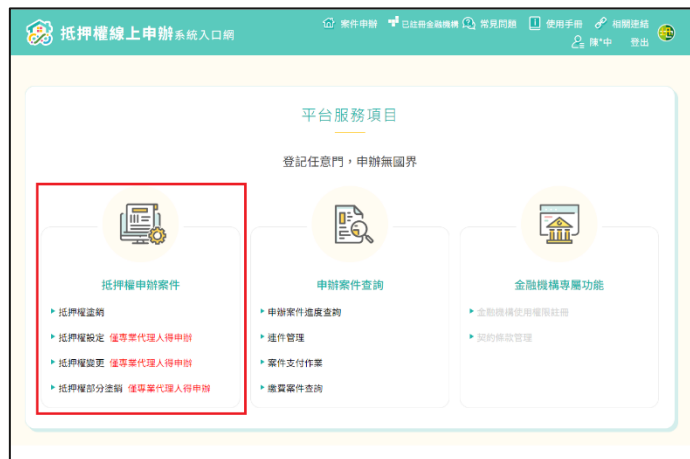 抵押權線上申辦系統入口網
案件申辦 已註冊金融機構 常見問題 使用手冊 相關連結
陳*中 登出
平台服務項目
登記任意門，申辦無國界
抵押權申辦案件
抵押權塗銷
抵押權設定 僅專業代理人得申辦
抵押權變更 僅專業代理人得申辦
抵押權部分塗銷 僅專業代理人得申辦
申辦案件查詢
申辦案件進度查詢
連件管理
案件支付作業
繳費案件查詢
金融機構專屬功能
金融機構使用權限註冊
契約條款管理